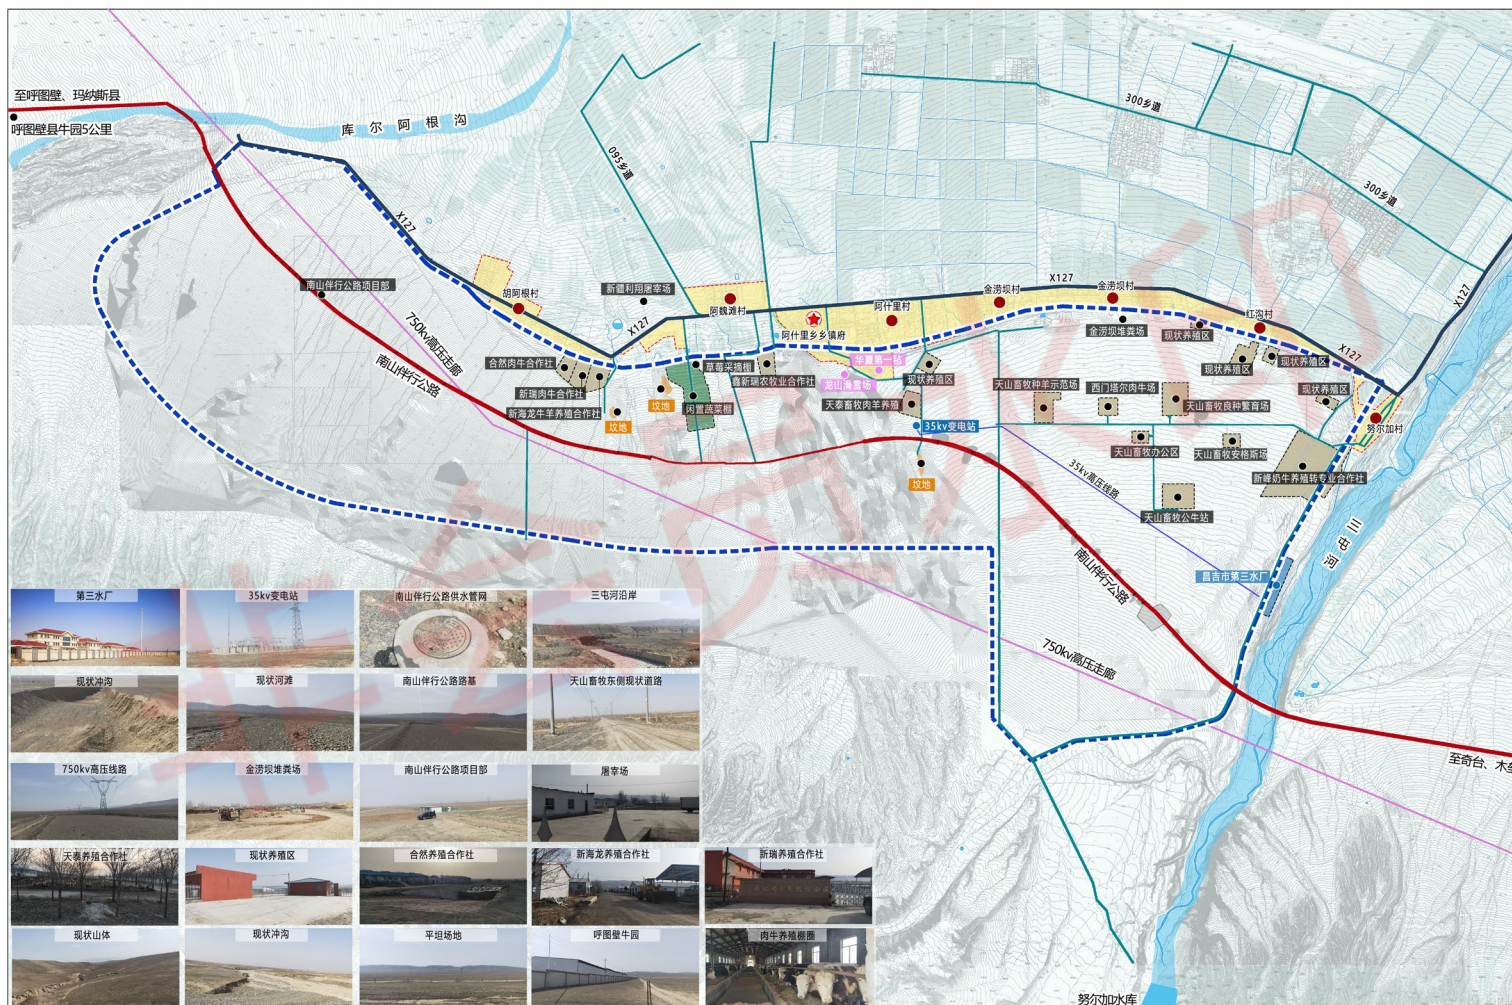 至呼图壁、玛纳斯县
呼图壁县牛园5公里
库尔阿根沟
095乡道
300乡道
300乡道
X127
X127
X127
X127
X127
南山伴行公路项目部
750kv高压走廊
南山伴行公路
胡阿根村
新疆利翔屠宰场
阿魏滩村
阿什里乡乡镇府
阿什里村
金涝坝村
金涝坝村
金涝坝堆粪场
现状养殖区
红沟村
合然肉牛合作社
新瑞肉牛合作社
新海龙牛羊养殖合作社
坟地
坟地
草莓采摘棚
闲置蔬菜棚
鑫新瑞农牧业合作社
华夏第一毡
龙山滑雪场
现状养殖区
天泰畜牧肉羊养殖
35kv变电站
坟地
天山畜牧种羊示范场
西门塔尔肉牛场
天山畜牧良种繁育场
现状养殖区
现状养殖区
现状养殖区
努尔加村
天山畜牧办公区
天山畜牧安格斯场
新峰奶牛养殖转专业合作社
天山畜牧公牛站
35kv高压线路
三屯河
昌吉市第三水厂
南山伴行公路
750kv高压走廊
至奇台、木垒
努尔加水库
第三水厂
35kv变电站
南山伴行公路供水管网
三屯河沿岸
现状冲沟
现状河滩
南山伴行公路路基
天山畜牧东侧现状道路
750kv高压线路
金涝坝堆粪场
南山伴行公路项目部
屠宰场
天泰养殖合作社
现状养殖区
合然养殖合作社
新海龙养殖合作社
新瑞养殖合作社
现状山体
现状冲沟
平坦场地
呼图壁牛园
肉牛养殖棚圈